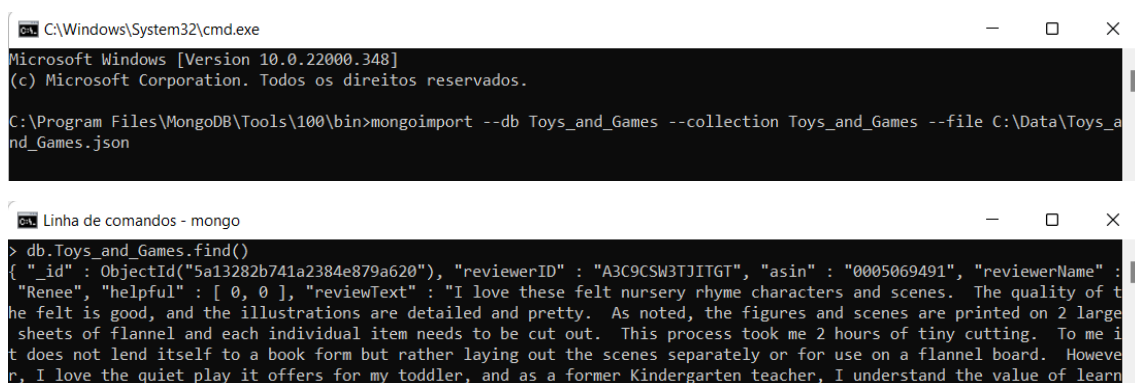 C:\Windows\System32\cmd.exe
Microsoft Windows [Version 10.0.22000.348]
(c) Microsoft Corporation. Todos os direitos reservados.
C:\Program Files\MongoDB\Tools\100\bin>mongoimport --db Toys_and_Games --collection Toys_and_Games --file C:\Data\Toys_a
nd_Games.json
Linha de comandos - mongo
> db.Toys_and_Games.find()
{ "_id" : ObjectId("5a13282b741a2384e879a620"), "reviewerID" : "A3C9CSW3TJITGT", "asin" : "0005069491", "reviewerName" :
"Renee", "helpful" : [ 0, 0 ], "reviewText" : "I love these felt nursery rhyme characters and scenes.  The quality of t
he felt is good, and the illustrations are detailed and pretty.  As noted, the figures and scenes are printed on 2 large
sheets of flannel and each individual item needs to be cut out.  This process took me 2 hours of tiny cutting.  To me i
t does not lend itself to a book form but rather laying out the scenes separately or for use on a flannel board.  Howeve
r, I love the quiet play it offers for my toddler, and as a former Kindergarten teacher, I understand the value of learn